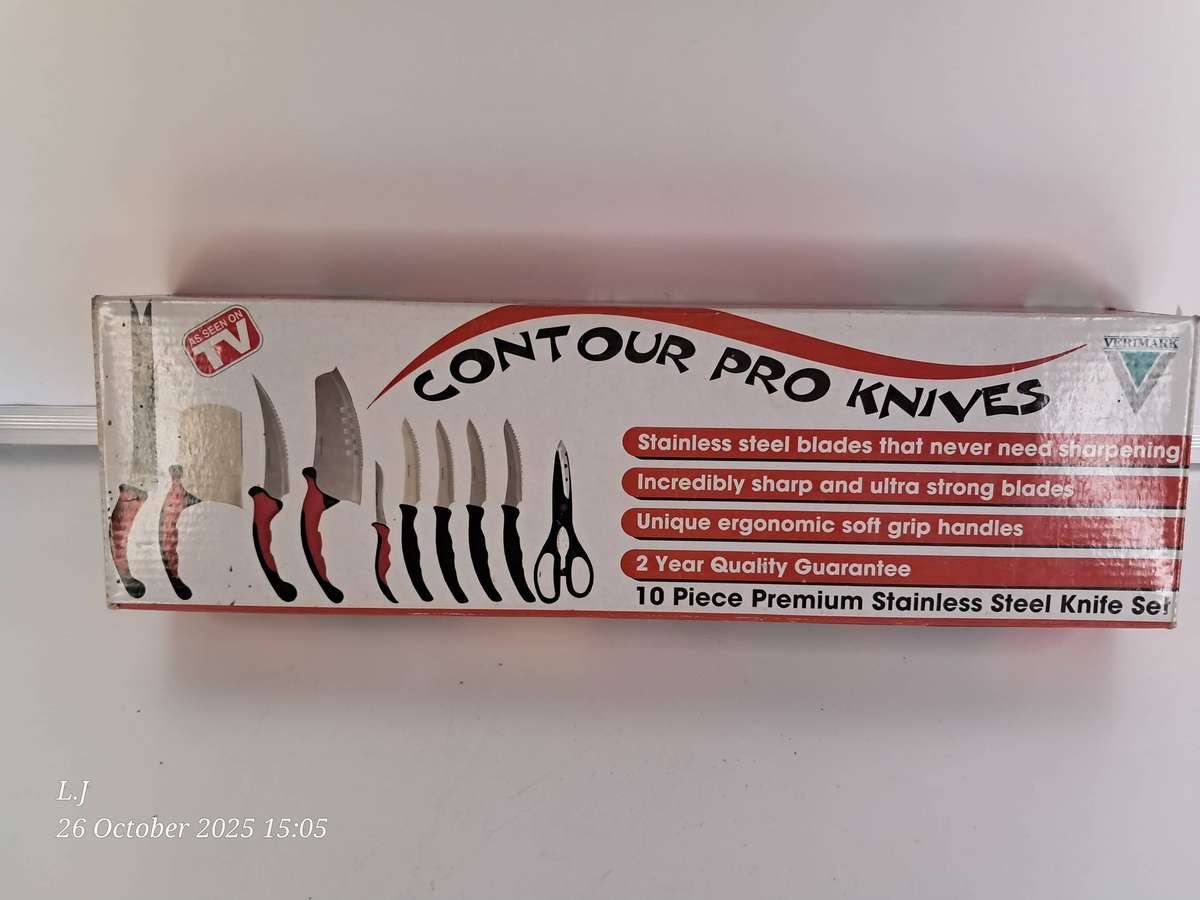 AS SEEN ON
TV
CONTOUR PRO KNIVES
VERIMARK
Stainless steel blades that never need sharpening
Incredibly sharp and ultra strong blades
Unique ergonomic soft grip handles
2 Year Quality Guarantee
10 Piece Premium Stainless Steel Knife Set
L.J
26 October 2025 15:05